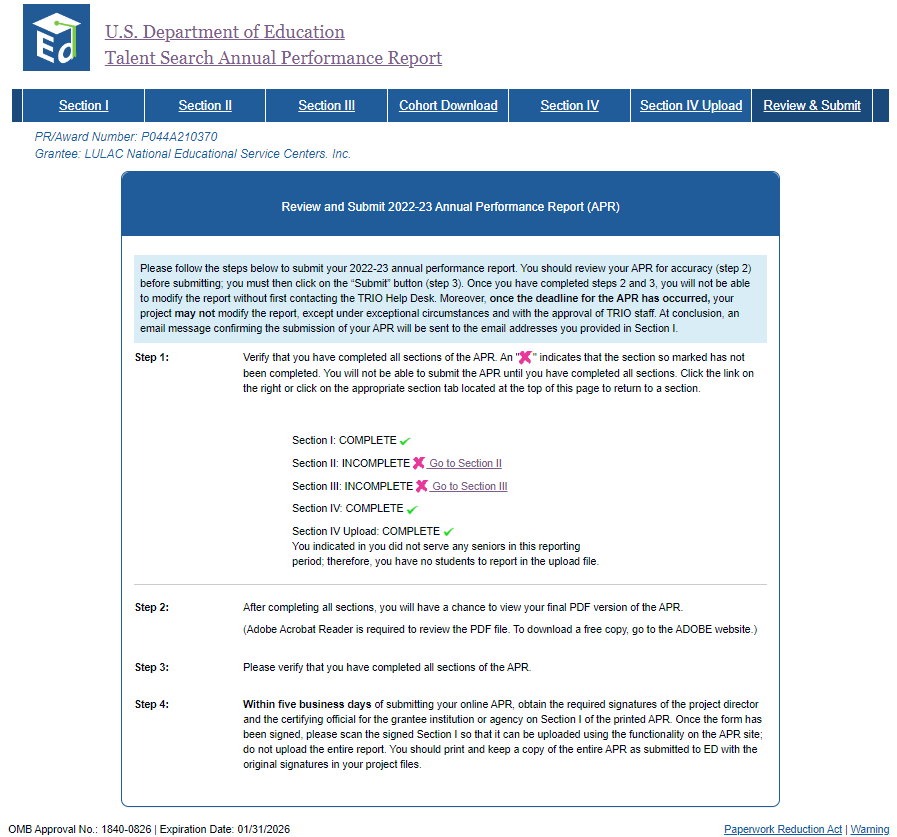 Ed
U.S. Department of Education
Talent Search Annual Performance Report
Section I
Section II
Section III
Cohort Download
Section IV
Section IV Upload
Review & Submit
PR/Award Number: P044A210370
Grantee: LULAC National Educational Service Centers. Inc.
Review and Submit 2022-23 Annual Performance Report (APR)
Please follow the steps below to submit your 2022-23 annual performance report. You should review your APR for accuracy (step 2)
before submitting; you must then click on the “Submit” button (step 3). Once you have completed steps 2 and 3, you will not be able
to modify the report without first contacting the TRIO Help Desk. Moreover, once the deadline for the APR has occurred, your
project may not modify the report, except under exceptional circumstances and with the approval of TRIO staff. At conclusion, an
email message confirming the submission of your APR will be sent to the email addresses you provided in Section I.
Step 1:
Verify that you have completed all sections of the APR. An "✘" indicates that the section so marked has not
been completed. You will not be able to submit the APR until you have completed all sections. Click the link on
the right or click on the appropriate section tab located at the top of this page to return to a section.
Section I: COMPLETE ✔
Section II: INCOMPLETE ✘ Go to Section II
Section III: INCOMPLETE ✘ Go to Section III
Section IV: COMPLETE ✔
Section IV Upload: COMPLETE ✔
You indicated in you did not serve any seniors in this reporting
period; therefore, you have no students to report in the upload file.
Step 2:
After completing all sections, you will have a chance to view your final PDF version of the APR.
(Adobe Acrobat Reader is required to review the PDF file. To download a free copy, go to the ADOBE website.)
Step 3:
Please verify that you have completed all sections of the APR.
Step 4:
Within five business days of submitting your online APR, obtain the required signatures of the project director
and the certifying official for the grantee institution or agency on Section I of the printed APR. Once the form has
been signed, please scan the signed Section I so that it can be uploaded using the functionality on the APR site;
do not upload the entire report. You should print and keep a copy of the entire APR as submitted to ED with the
original signatures in your project files.
OMB Approval No.: 1840-0826 | Expiration Date: 01/31/2026
Paperwork Reduction Act | Warning